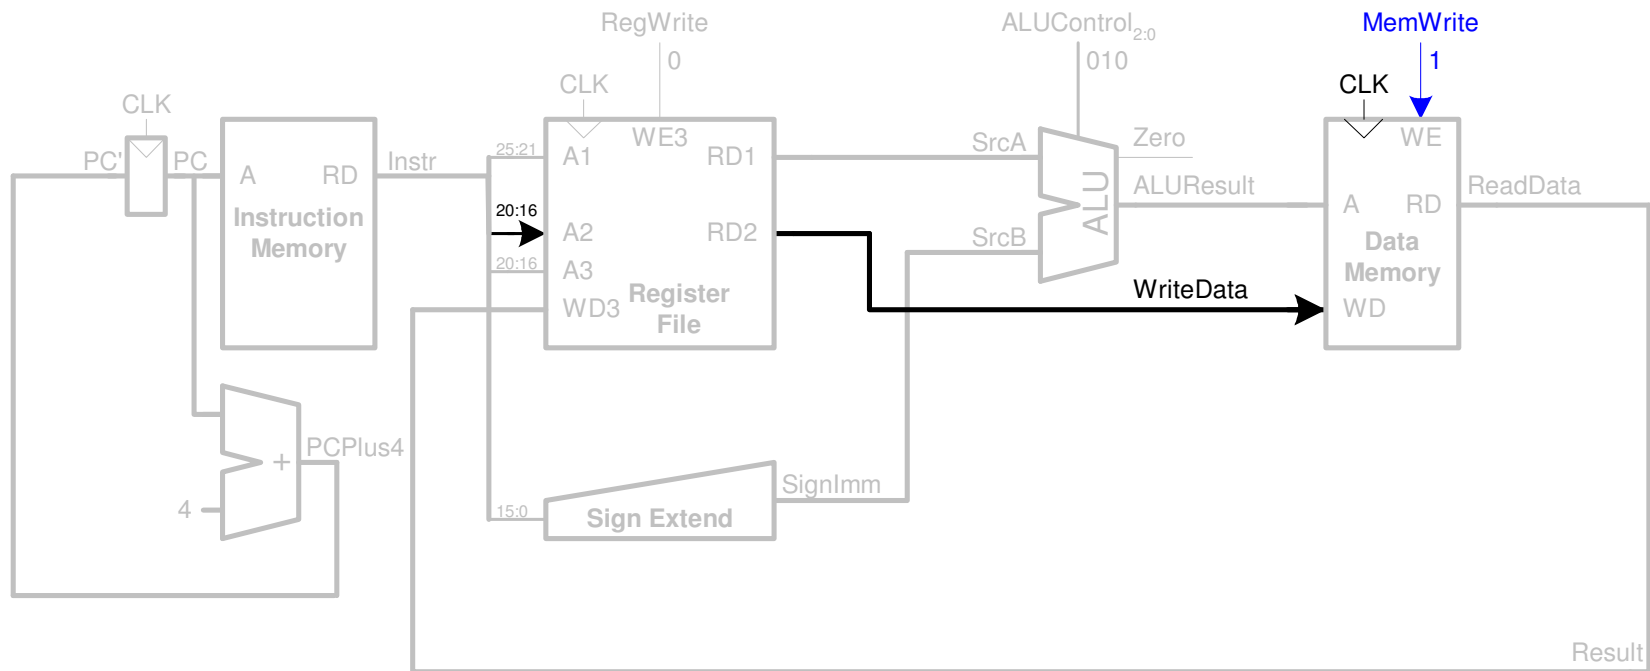 RegWrite
0
ALUControl2:0
010
MemWrite
1
CLK
CLK
CLK
PC'
PC
A
RD
Instruction
Memory
Instr
25:21
20:16
20:16
15:0
A1
WE3
RD1
A2
RD2
A3
WD3
Register
File
SrcA
SrcB
ALU
Zero
ALUResult
WriteData
WE
A
RD
Data
Memory
WD
ReadData
4
+
PCPlus4
Sign Extend
SignImm
Result